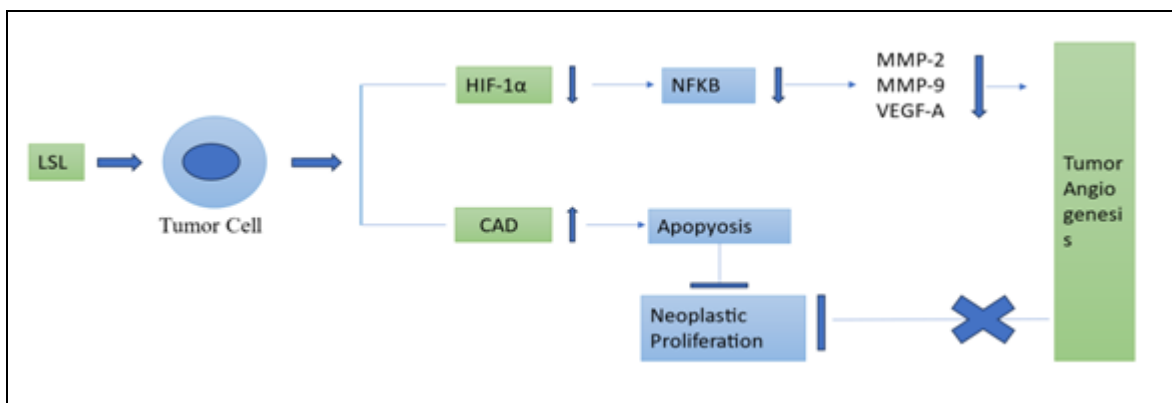 LSL
Tumor Cell
HIF-1α
NFKB
MMP-2
MMP-9
VEGF-A
CAD
Apopyosis
Neoplastic
Proliferation
Tumor
Angio
genesi
s